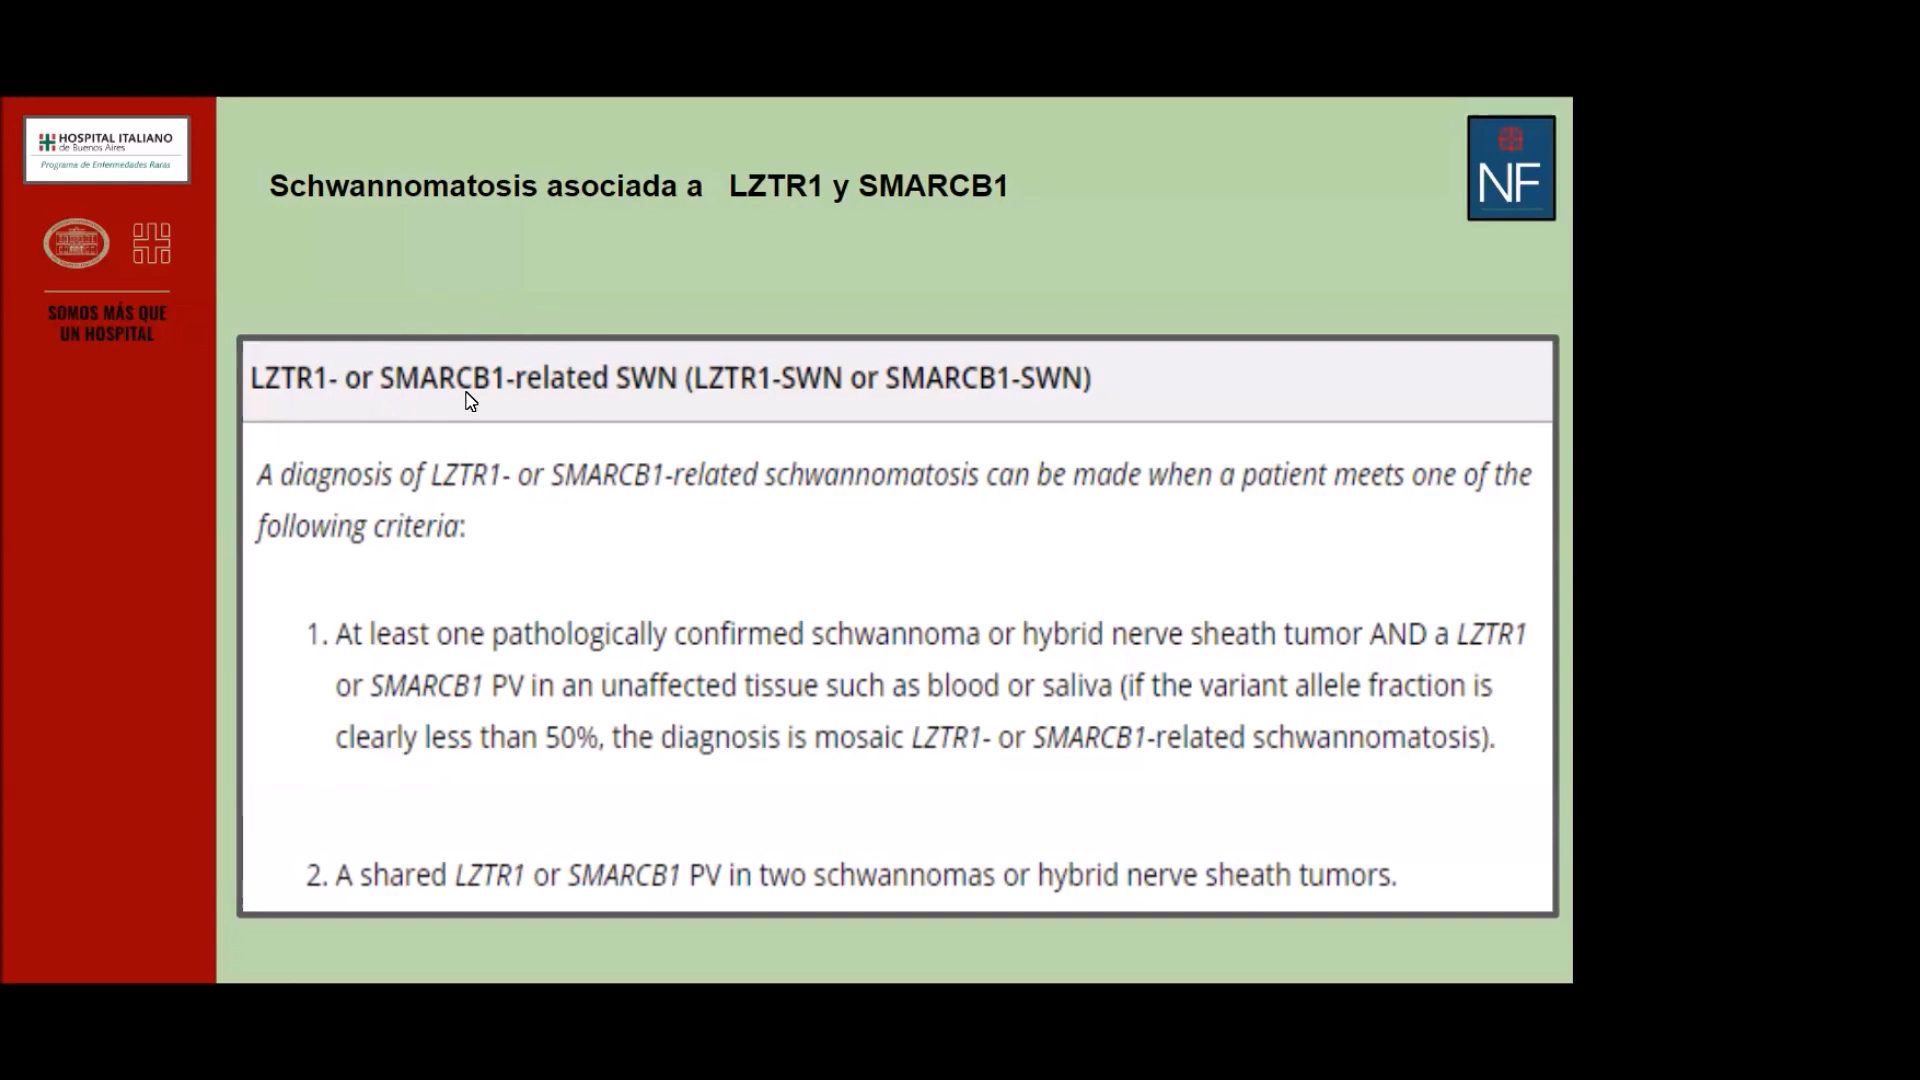 HOSPITAL ITALIANO
de Buenos Aires
Programa de Enfermedades Raras
SOMOS MÁS QUE
UN HOSPITAL
Schwannomatosis asociada a LZTR1 y SMARCB1
NF
LZTR1- or SMARCB1-related SWN (LZTR1-SWN or SMARCB1-SWN)
A diagnosis of LZTR1- or SMARCB1-related schwannomatosis can be made when a patient meets one of the
following criteria:
1. At least one pathologically confirmed schwannoma or hybrid nerve sheath tumor AND a LZTR1
or SMARCB1 PV in an unaffected tissue such as blood or saliva (if the variant allele fraction is
clearly less than 50%, the diagnosis is mosaic LZTR1- or SMARCB1-related schwannomatosis).
2. A shared LZTR1 or SMARCB1 PV in two schwannomas or hybrid nerve sheath tumors.